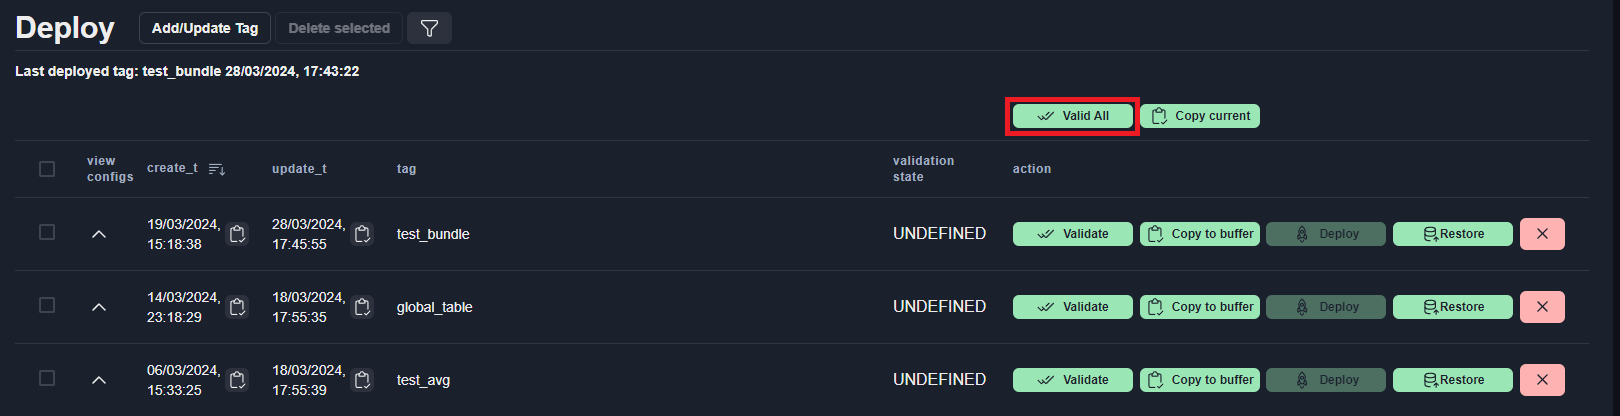 Deploy Add/Update Tag Delete selected
Last deployed tag: test_bundle 28/03/2024, 17:43:22
Valid All Copy current
view configs create_t update_t tag validation state action
19/03/2024, 15:18:38 28/03/2024, 17:45:55 test_bundle UNDEFINED Validate Copy to buffer Deploy Restore
14/03/2024, 23:18:29 18/03/2024, 17:55:35 global_table UNDEFINED Validate Copy to buffer Deploy Restore
06/03/2024, 15:33:25 18/03/2024, 17:55:39 test_avg UNDEFINED Validate Copy to buffer Deploy Restore